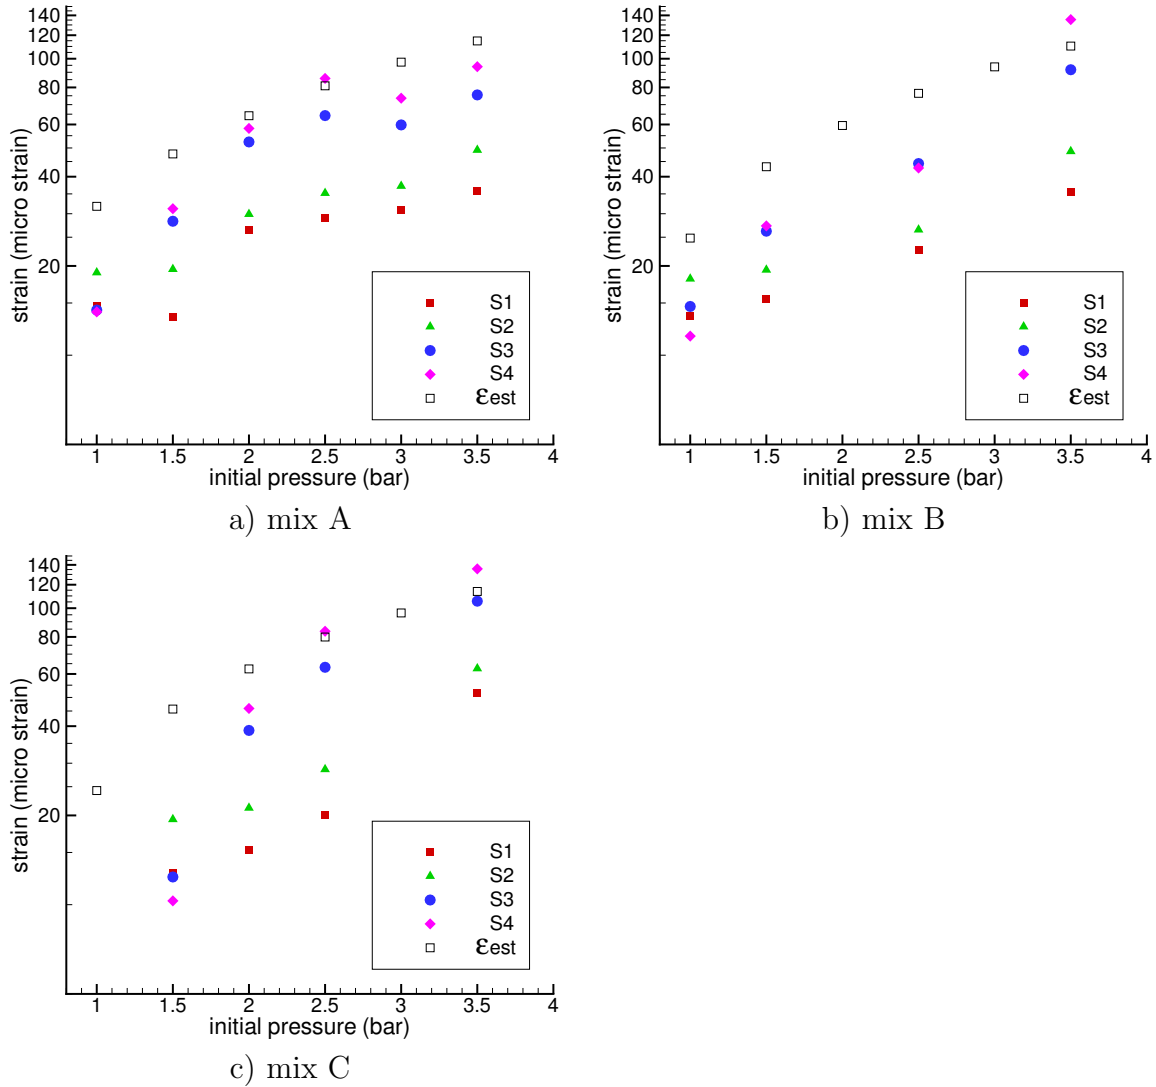 140
120
100
80
60
40
20
strain (micro strain)
S1
S2
S3
S4
εest
1 1.5 2 2.5 3 3.5 4
initial pressure (bar)
a) mix A
140
120
100
80
60
40
20
strain (micro strain)
S1
S2
S3
S4
εest
1 1.5 2 2.5 3 3.5 4
initial pressure (bar)
b) mix B
140
120
100
80
60
40
20
strain (micro strain)
S1
S2
S3
S4
εest
1 1.5 2 2.5 3 3.5 4
initial pressure (bar)
c) mix C